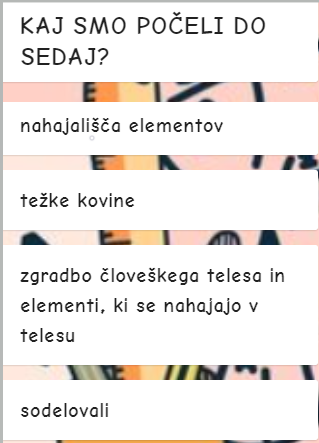 KAJ SMO POČELI DO
SEDAJ?
nahajališča elementov
težke kovine
zgradbo človeškega telesa in
elementi, ki se nahajajo v
telesu
sodelovali